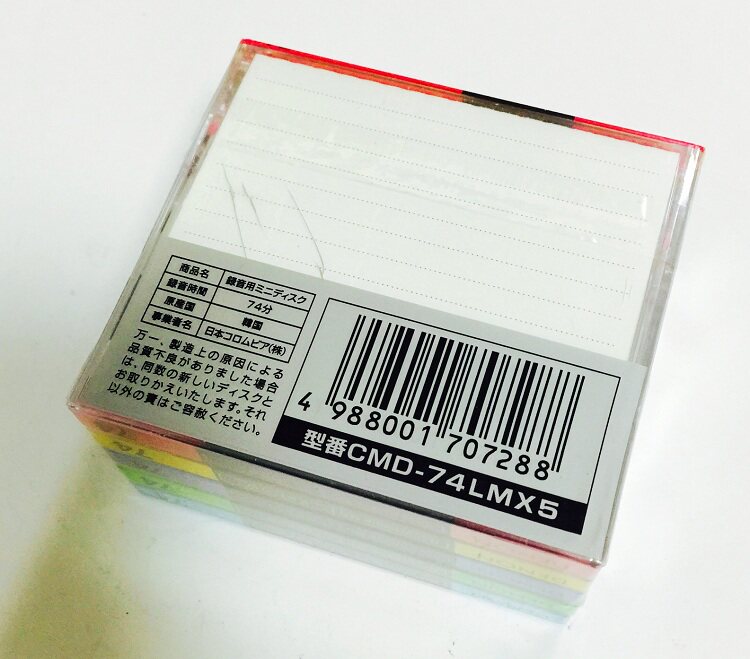 商品名 録音用ミニディスク
録音時間 74分
原産国 韓国
事業者名 日本コロムビア(株)
万一、製造上の原因による
品質不良がありました場合
は、同数の新しいディスクと
お取りかえいたします。それ
以外の責はご容赦ください。
4 988001 707288
型番CMD-74LMX5